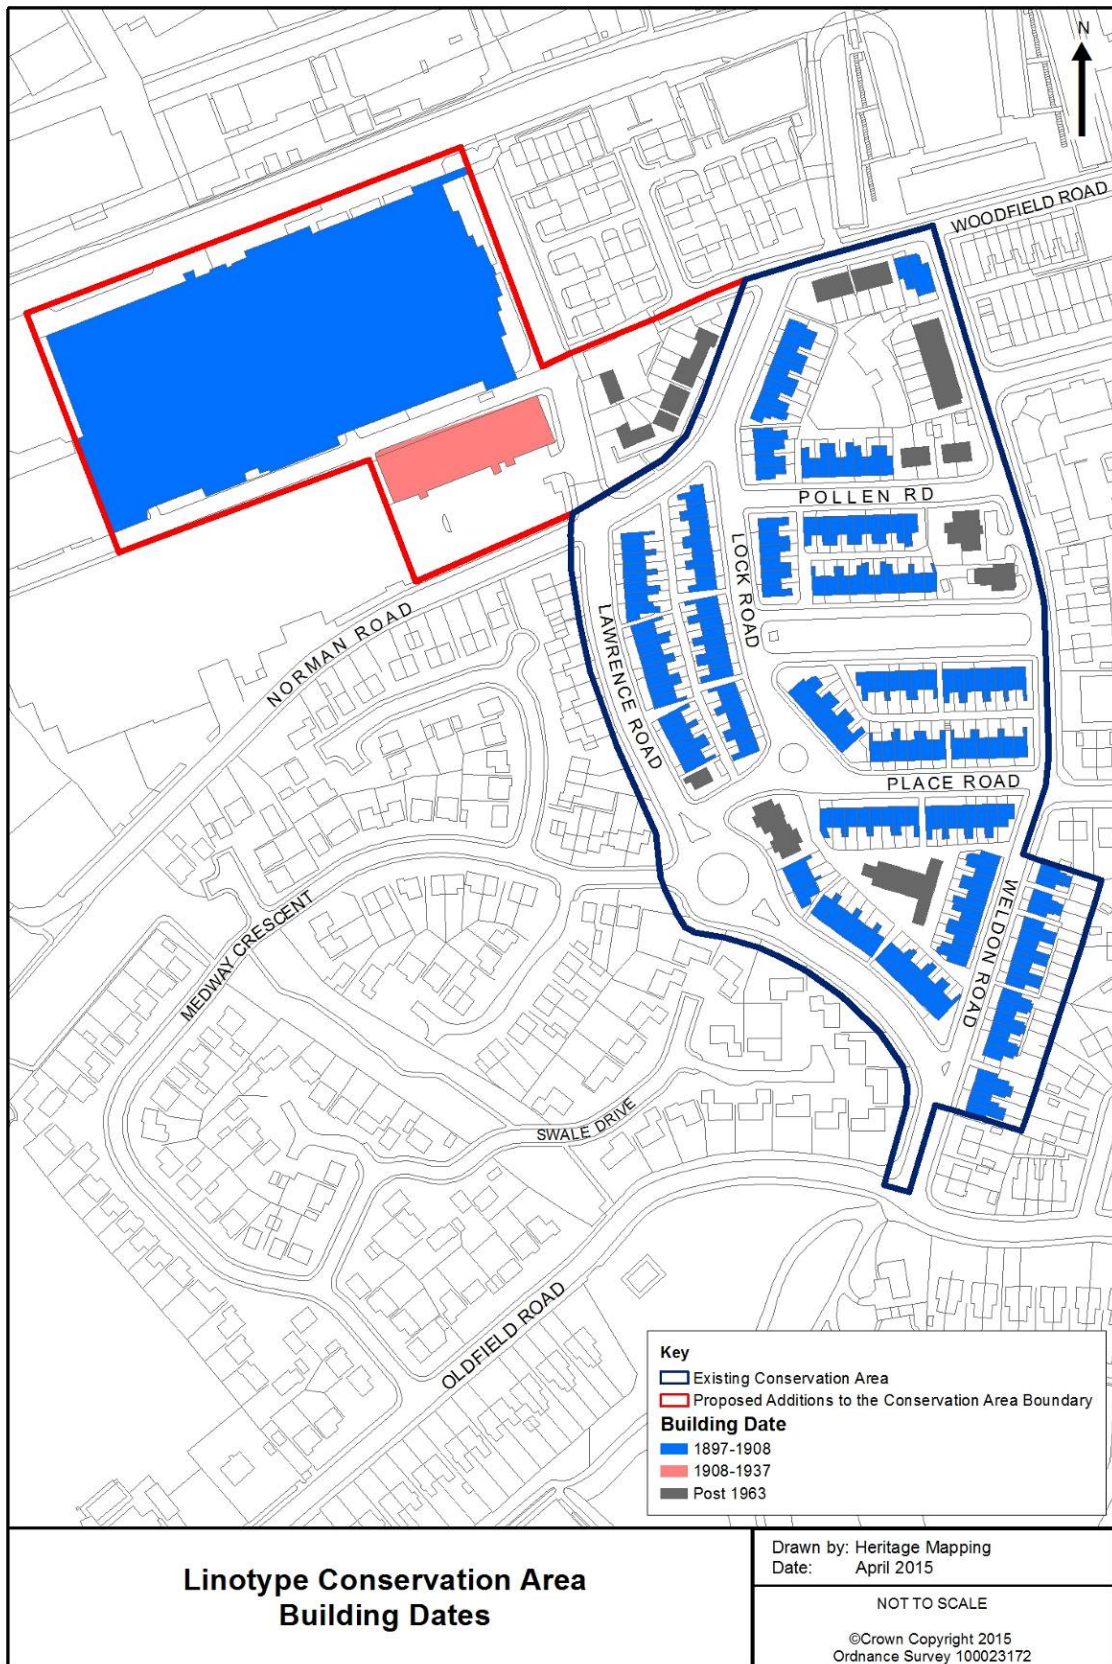 N
WOODFIELD ROAD
POLLEN RD
LOCK ROAD
LAWRENCE ROAD
NORMAN ROAD
PLACE ROAD
WELDON ROAD
MEDWAY CRESCENT
SWALE DRIVE
OLDFIELD ROAD
Key
Existing Conservation Area
Proposed Additions to the Conservation Area Boundary
Building Date
1897-1908
1908-1937
Post 1963
Linotype Conservation Area
Building Dates
Drawn by: Heritage Mapping
Date: April 2015
NOT TO SCALE
©Crown Copyright 2015
Ordnance Survey 100023172